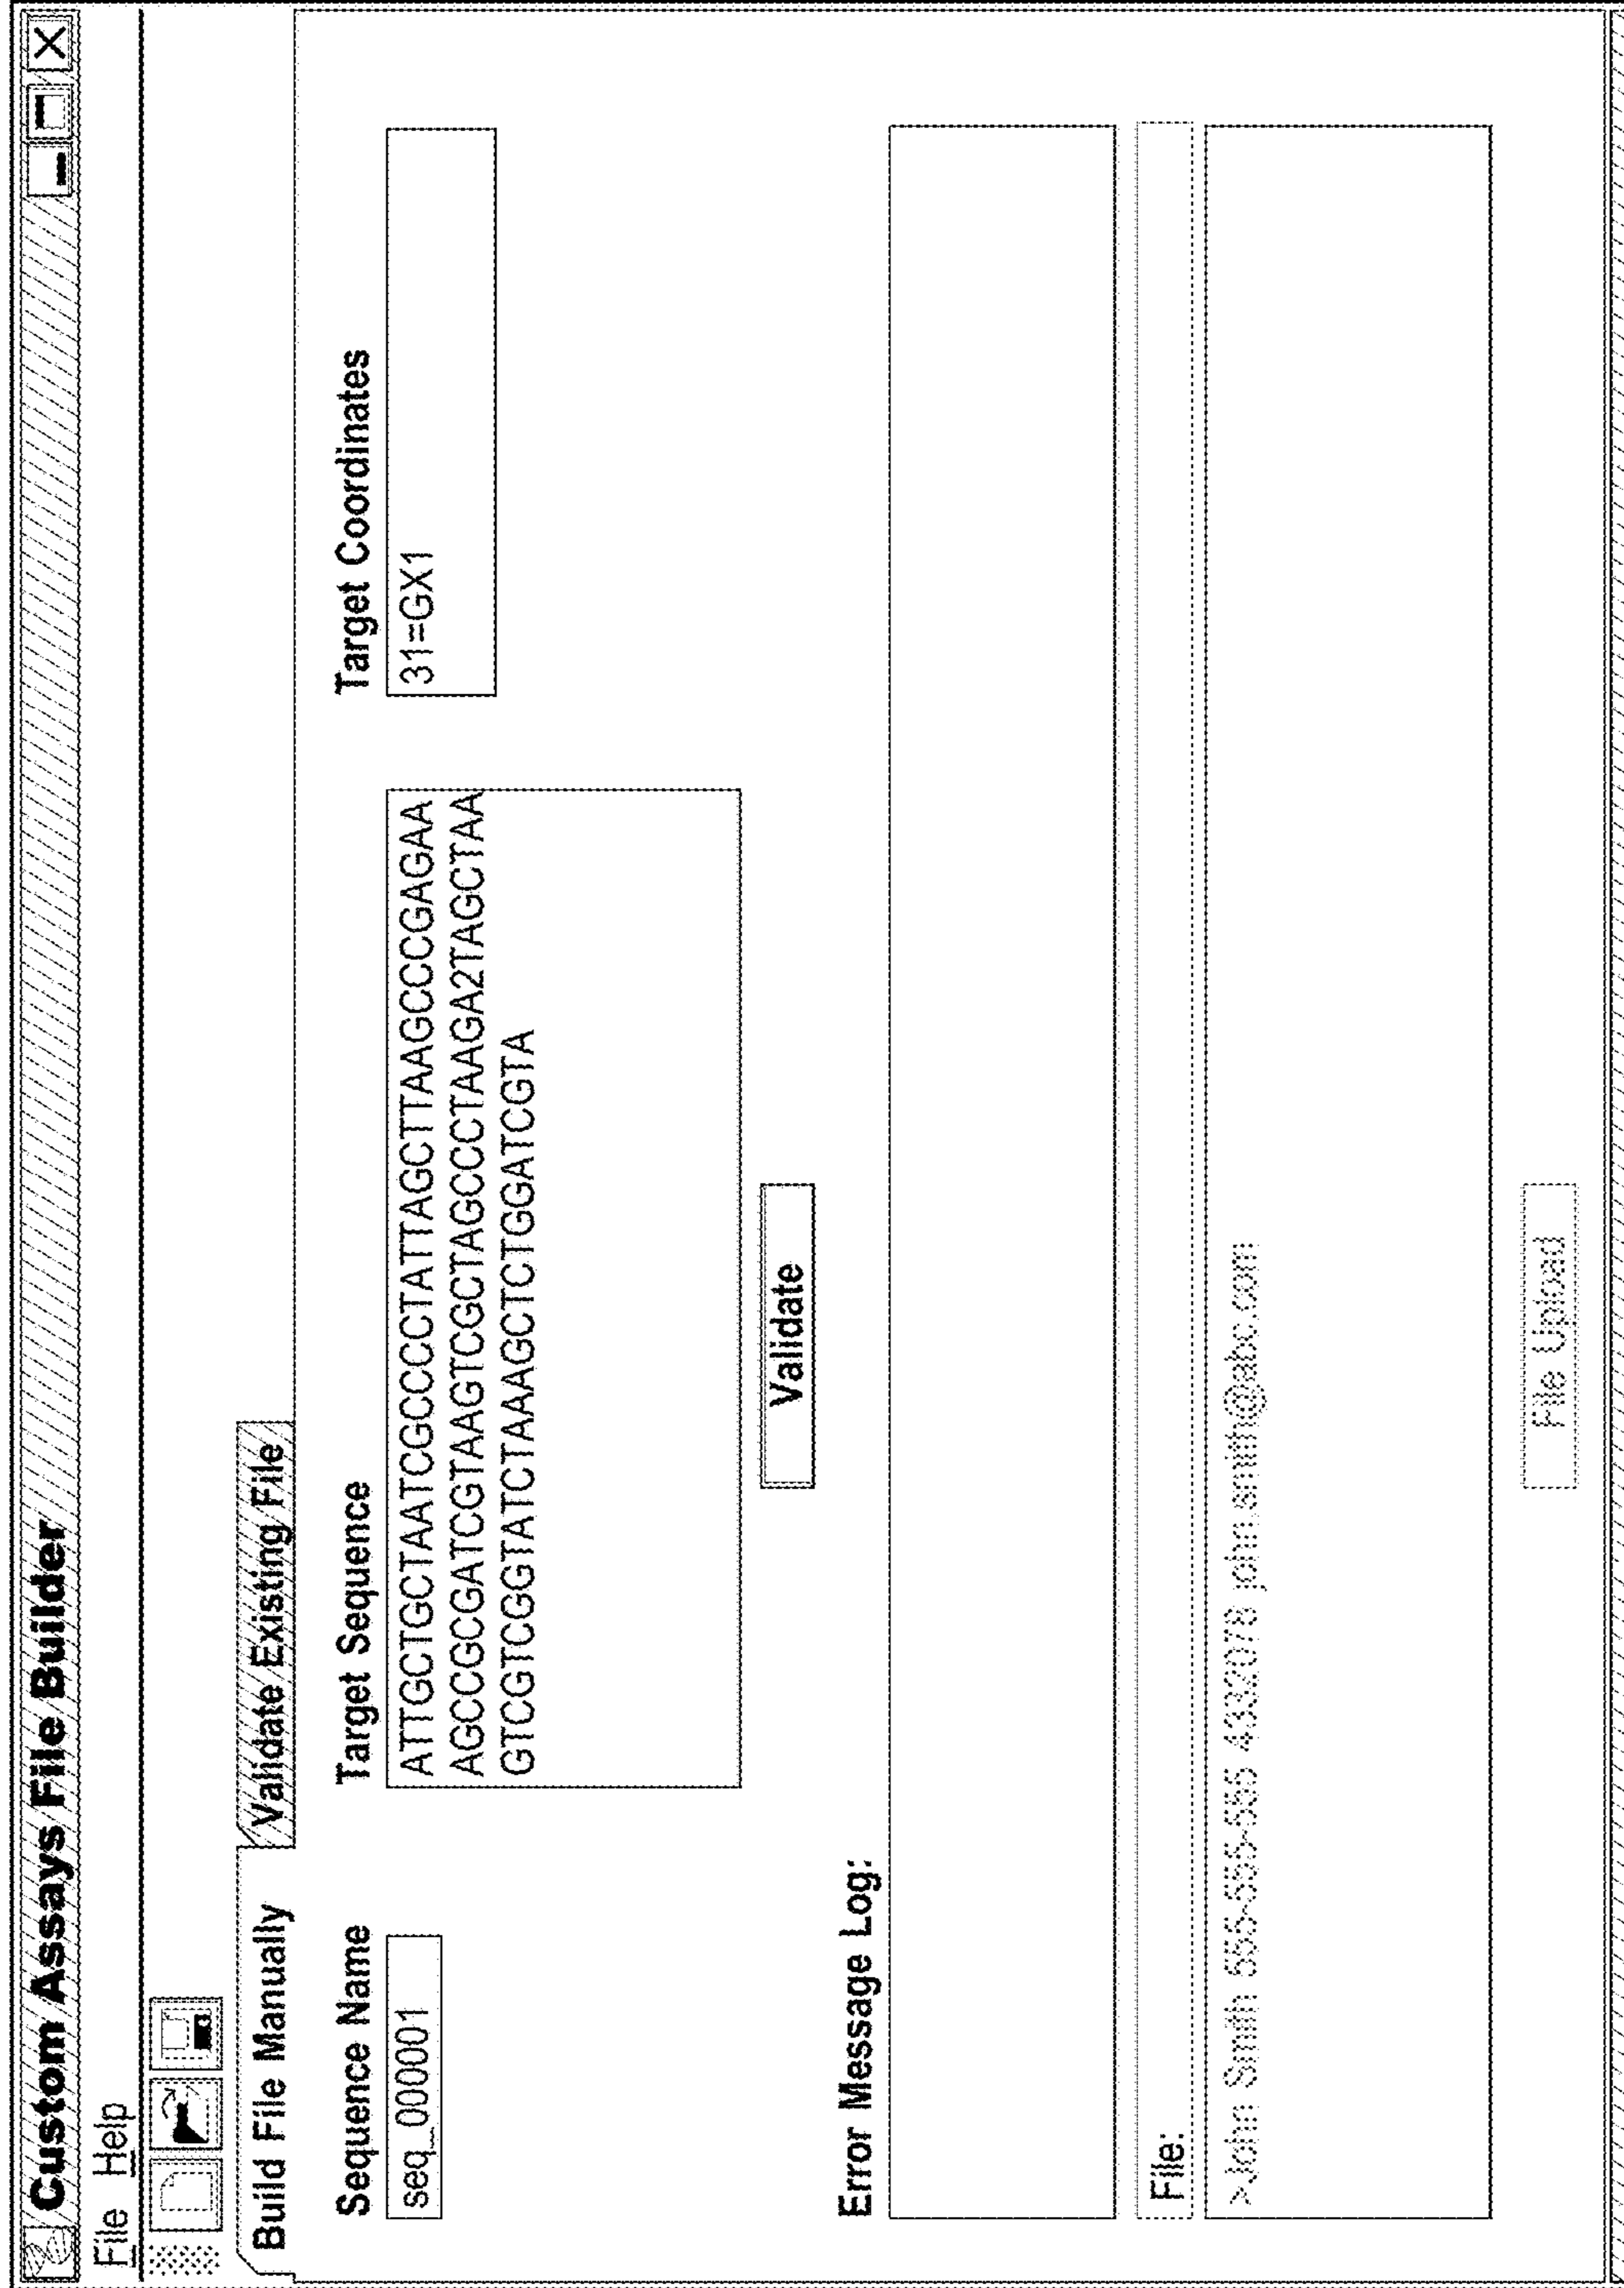 Custom Assays File Builder
File Help
Build File Manually
Validate Existing File
Sequence Name
Target Sequence
Target Coordinates
seq_000001
ATTGCTGCTAATCGCCCCTATTAGCTTAAGCCCGAGAA
AGCCGCGATCGTAAGTCGCTAGCCCTAAGA2TAGCTAA
GTCGTCGGTATCTAAAGCTCTGGATCGTA
31=GX1
Validate
Error Message Log:
File:
>John Smith 555-555-555 4332078 john.smith@abc.com
File Upload